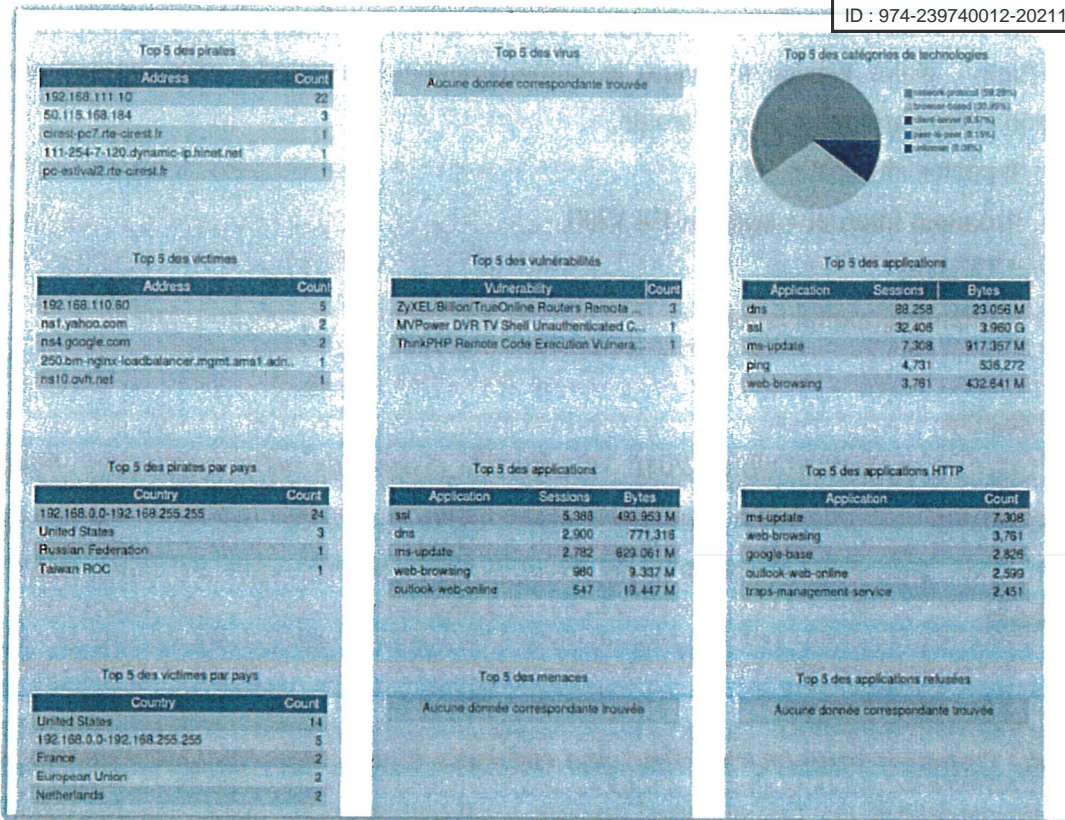 ID : 974-239740012-20211
Top 5 des pirates
Address Count
192.168.111.10 22
50.115.168.184 3
cirest-pc7.rte-cirest.fr 1
111-254-7-120.dynamic-ip.hinet.net 1
pc-estival2.rte-cirest.fr 1
Top 5 des virus
Aucune donnée correspondante trouvée
Top 5 des catégories de technologies
network-protocol
browser-based
client-server
peer-to-peer (0.15%)
unknown
Top 5 des victimes
Address Count
192.168.110.60 5
ns1.yahoo.com 2
ns4.google.com 2
250.bm-nginx-loadbalancer.mgmt.ams1.adn.. 1
ns10.ovh.net 1
Top 5 des vulnérabilités
Vulnerability Count
ZyXEL/Billion/TrueOnline Routers Remote ... 3
MVPower DVR TV Shell Unauthenticated C... 1
ThinkPHP Remote Code Execution Vulnera... 1
Top 5 des applications
Application Sessions Bytes
dns 88.258 23.056 M
ssl 32.406 3.960 G
ms-update 7.308 917.357 M
ping 4,731 536.272
web-browsing 3.761 432.641 M
Top 5 des pirates par pays
Country Count
192.168.0.0-192.168.255.255 24
United States 3
Russian Federation 1
Taiwan ROC 1
Top 5 des applications
Application Sessions Bytes
ssl 5.388 493.953 M
dns 2.900 771.316
ms-update 2.782 629.061 M
web-browsing 980 9.337 M
outlook-web-online 547 19.447 M
Top 5 des applications HTTP
Application Count
ms-update 7.308
web-browsing 3,761
google-base 2.826
outlook-web-online 2.599
traps-management-service 2.451
Top 5 des victimes par pays
Country Count
United States 14
192.168.0.0-192.168.255.255 5
France 2
European Union 2
Netherlands 2
Top 5 des menaces
Aucune donnée correspondante trouvée
Top 5 des applications refusées
Aucune donnée correspondante trouvée